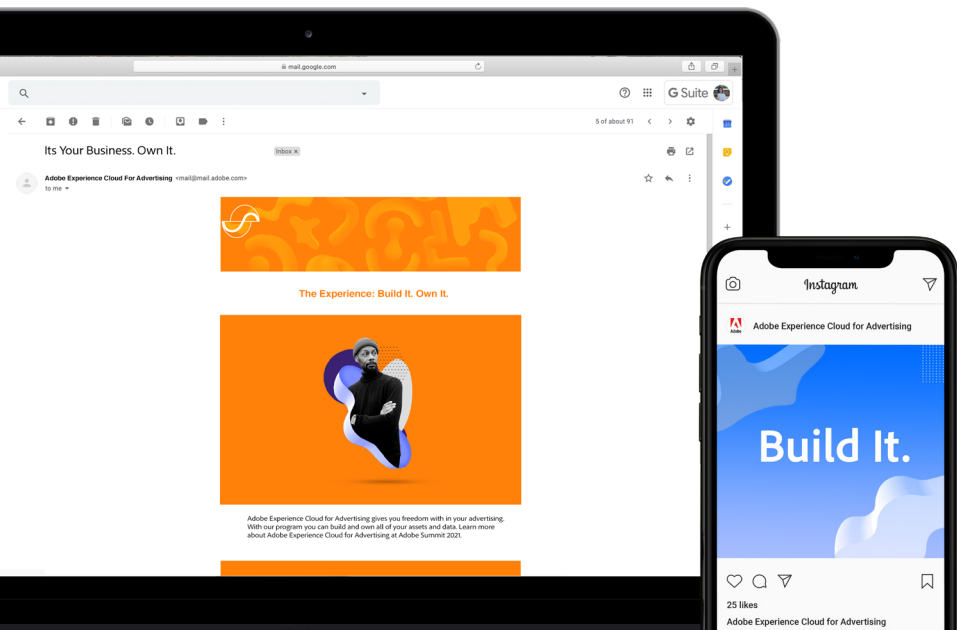 mail.google.com
G Suite
5 of about 91
Its Your Business. Own It.
Inbox x
Adobe Experience Cloud For Advertising <mail@mail.adobe.com>
to me
The Experience: Build It. Own It.
Adobe Experience Cloud for Advertising gives you freedom with in your advertising.
With our program you can build and own all of your assets and data. Learn more
about Adobe Experience Cloud for Advertising at Adobe Summit 2021.
Instagram
Adobe
Adobe Experience Cloud for Advertising
Build It.
25 likes
Adobe Experience Cloud for Advertising